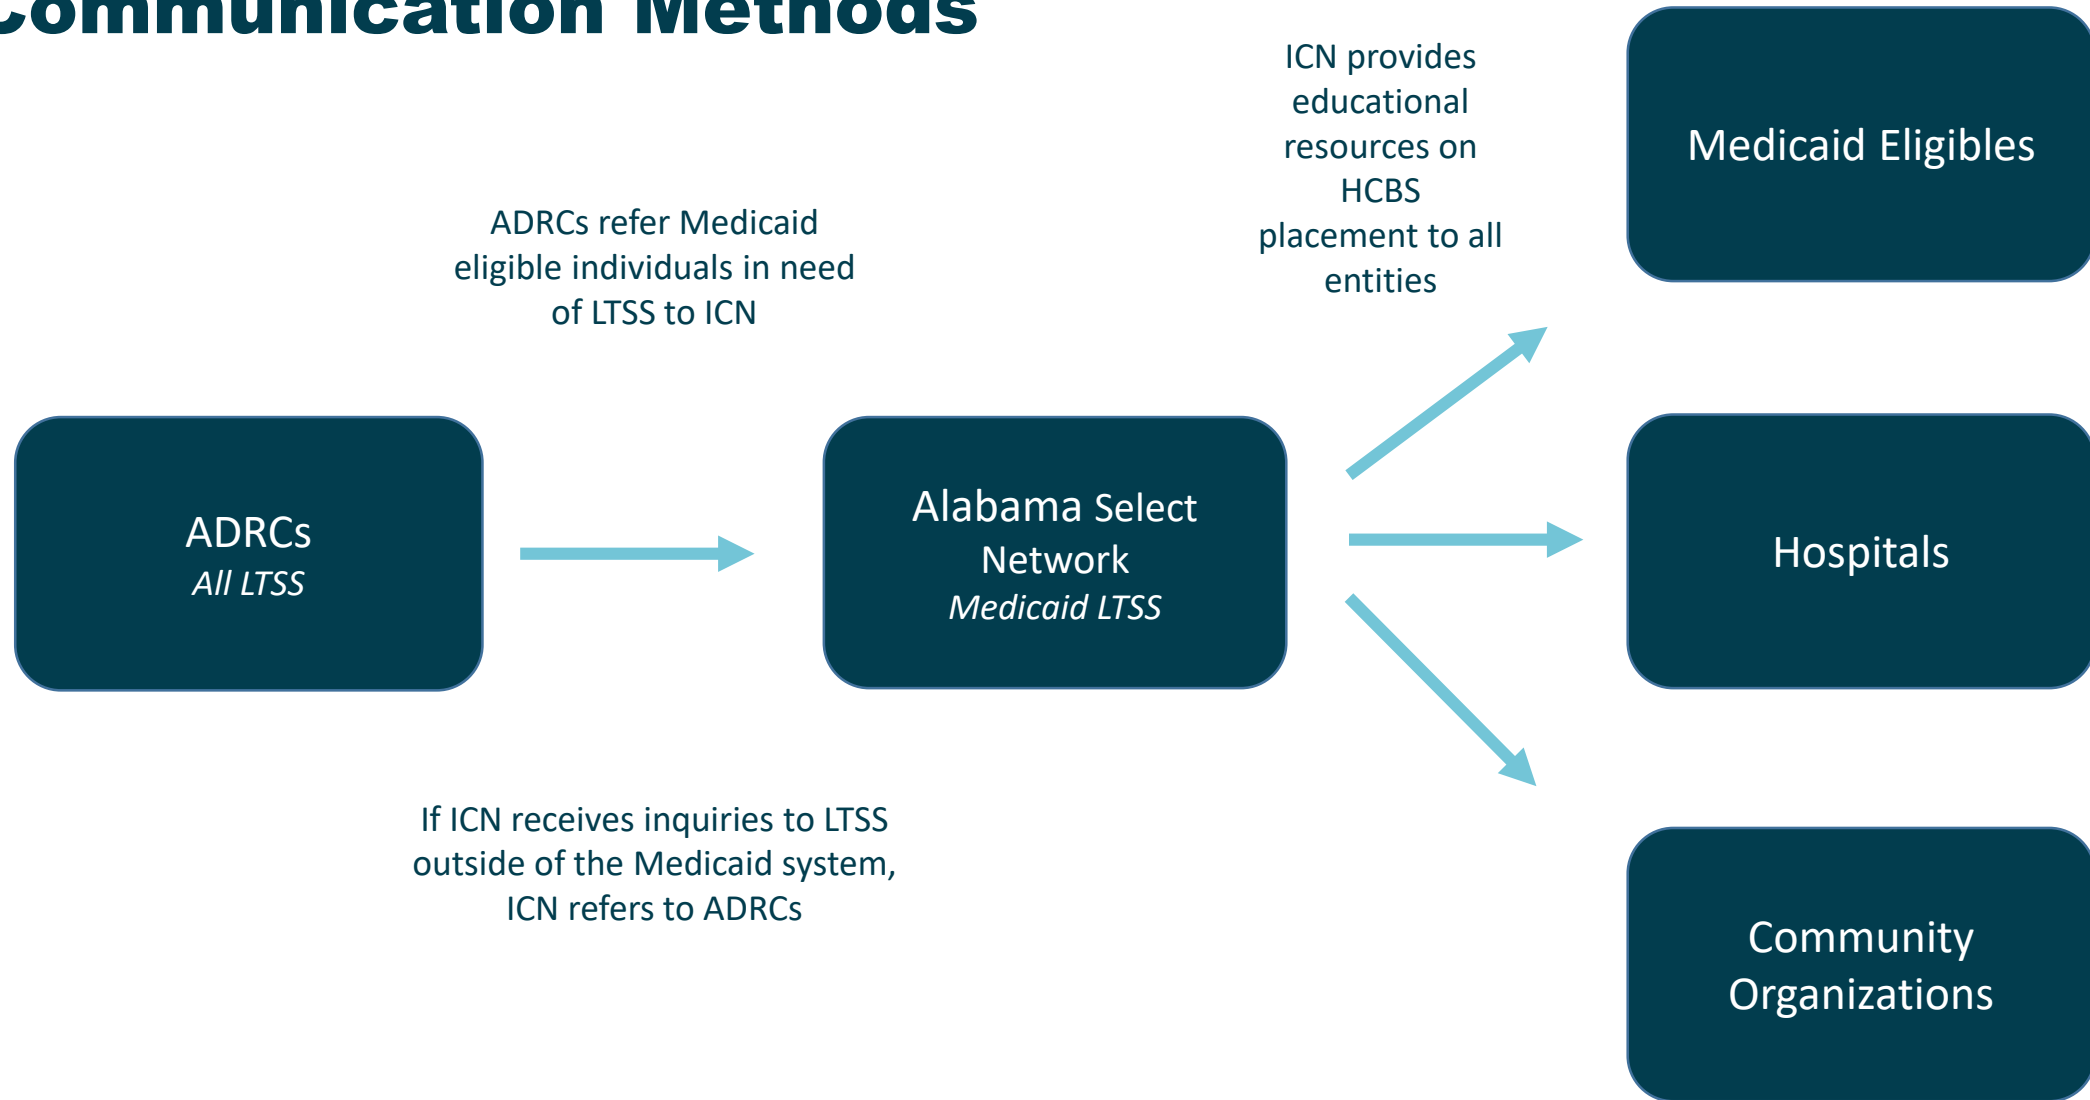 Communication Methods
ADRCs refer Medicaid
eligible individuals in need
of LTSS to ICN
ICN provides
educational
resources on
HCBS
placement to all
entities
Medicaid Eligibles
ADRCs
All LTSS
Alabama Select
Network
Medicaid LTSS
Hospitals
If ICN receives inquiries to LTSS
outside of the Medicaid system,
ICN refers to ADRCs
Community
Organizations